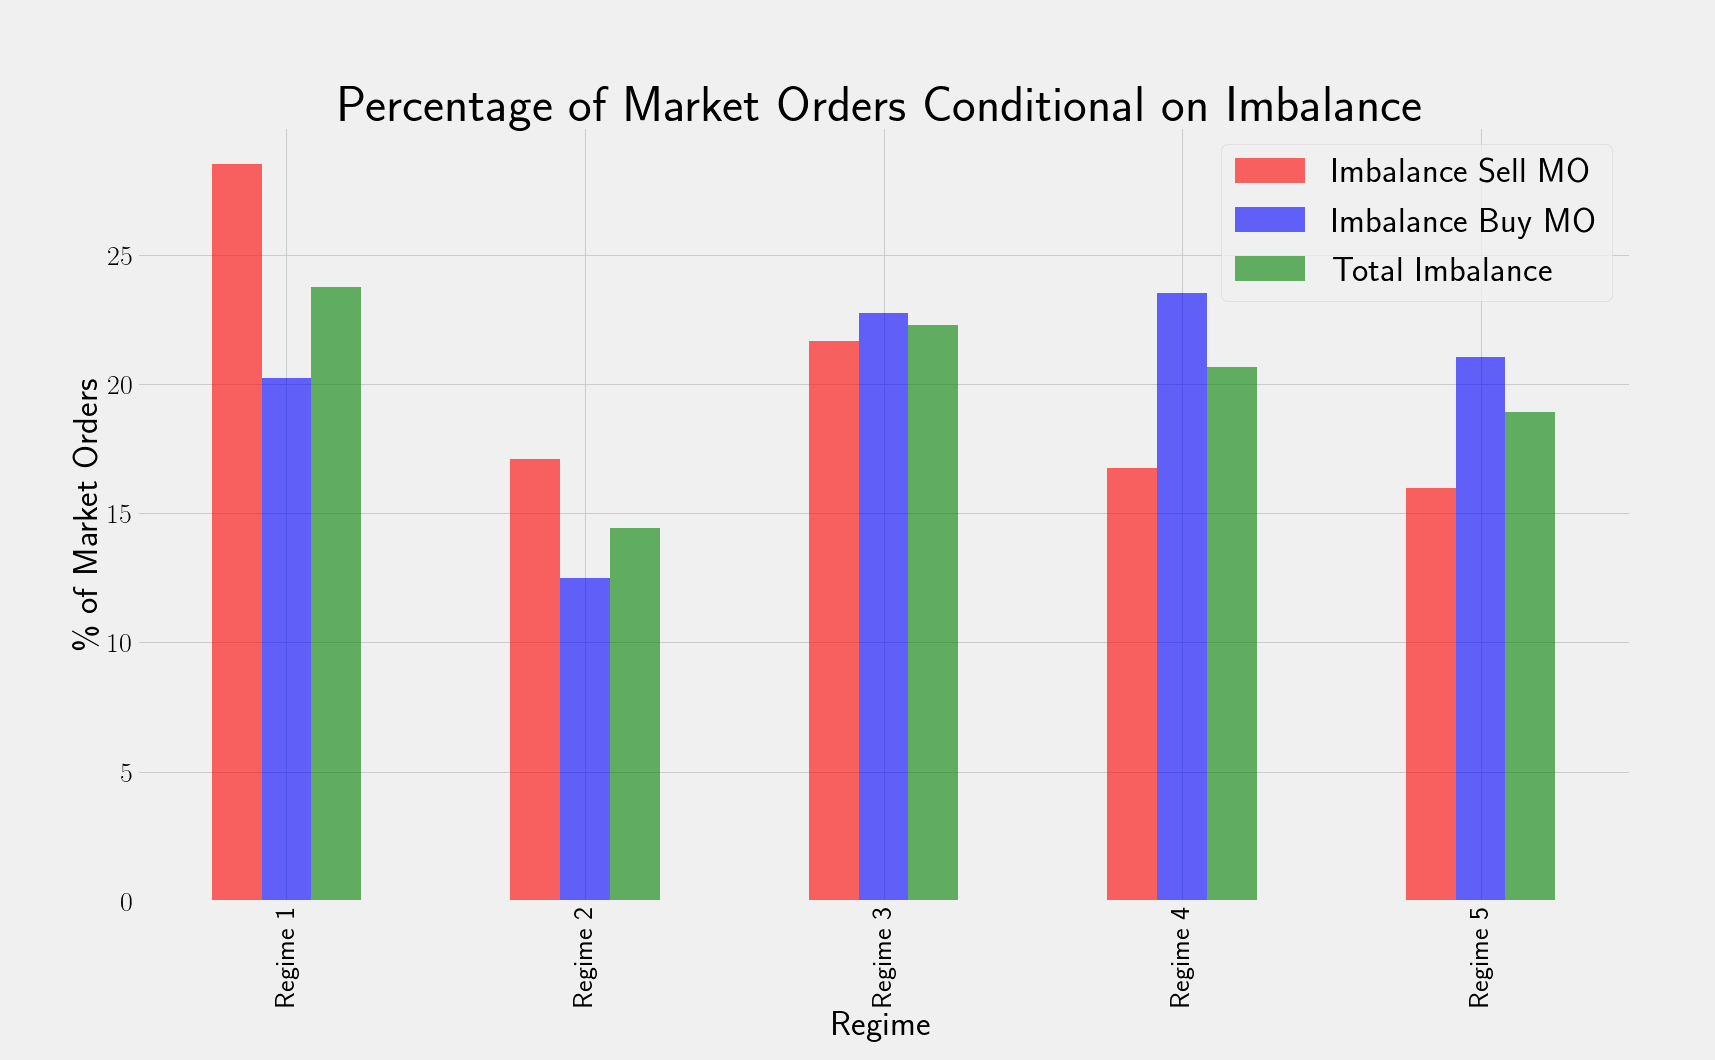 Percentage of Market Orders Conditional on Imbalance
Imbalance Sell MO
Imbalance Buy MO
Total Imbalance
% of Market Orders
25
20
15
10
5
0
Regime 1
Regime 2
Regime 3
Regime 4
Regime 5
Regime